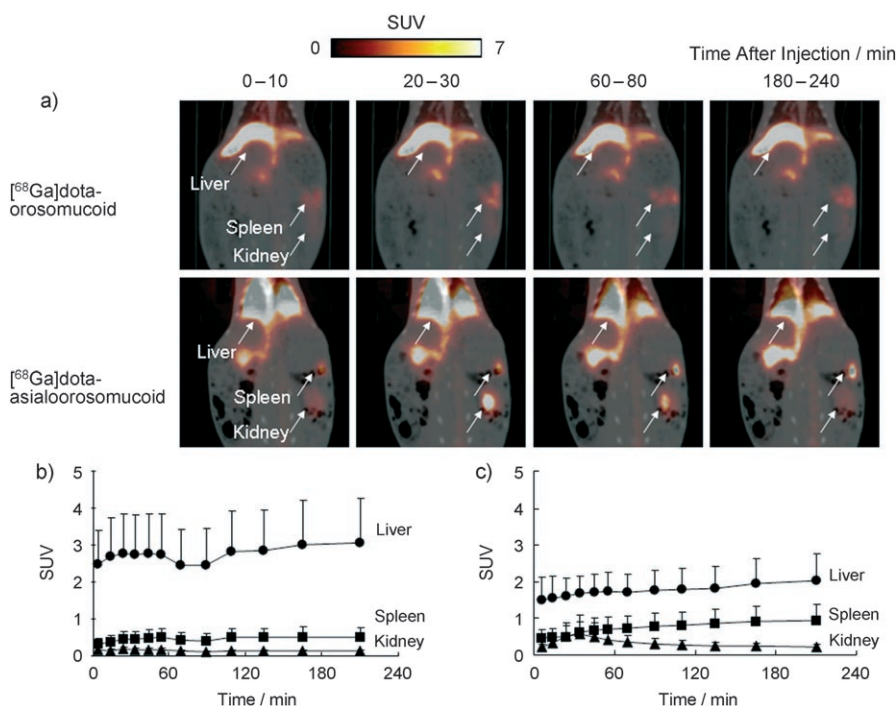 SUV
0 7
Time After Injection / min
0–10 20–30 60–80 180–240
a)
[⁶⁸Ga]dota-
orosomucoid
Liver
Spleen
Kidney
[⁶⁸Ga]dota-
asialoorosomucoid
Liver
Spleen
Kidney
b)
5
4
3
2
1
0
SUV
Liver
Spleen
Kidney
0 60 120 180 240
Time / min
c)
5
4
3
2
1
0
SUV
Liver
Spleen
Kidney
0 60 120 180 240
Time / min